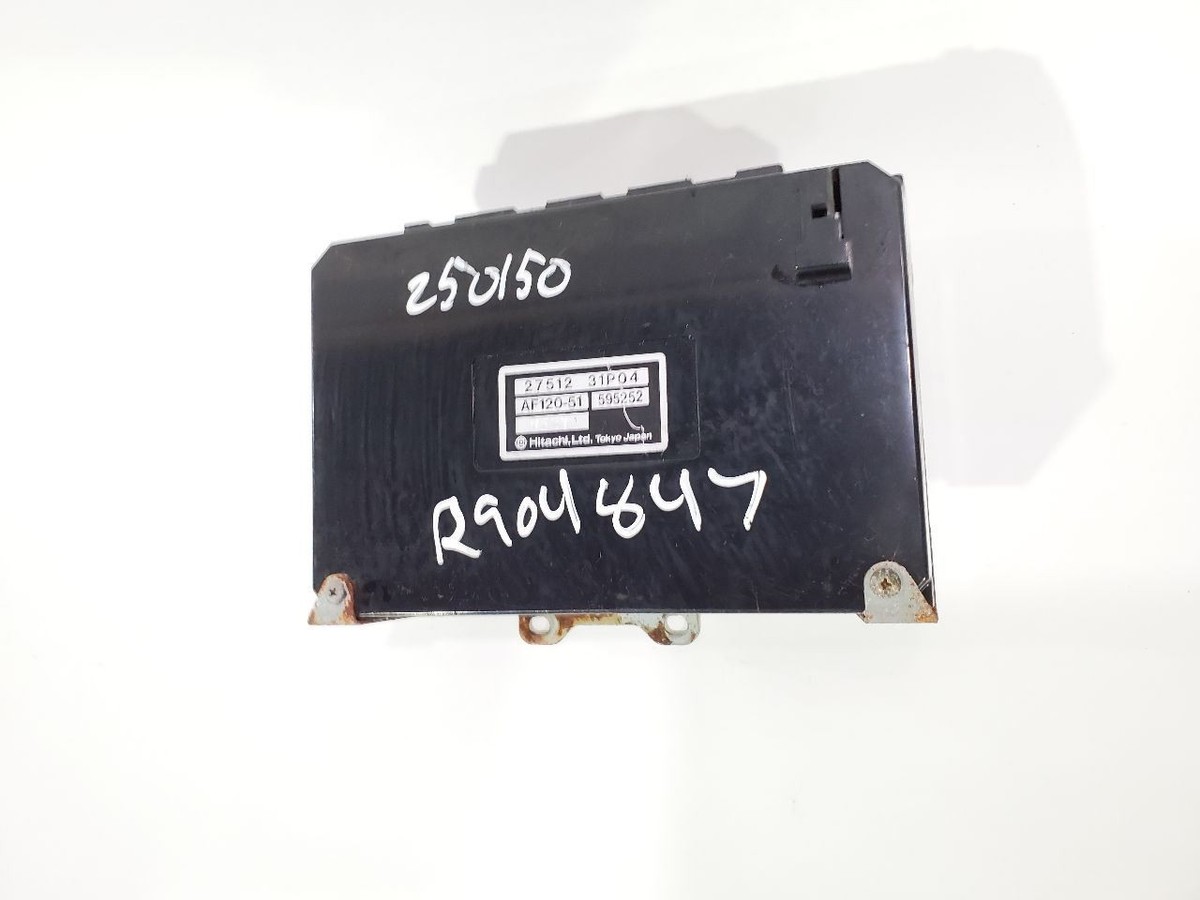 250150
27512 31P04
AF120-51 595252
Hitachi, Ltd. Tokyo Japan
R904847